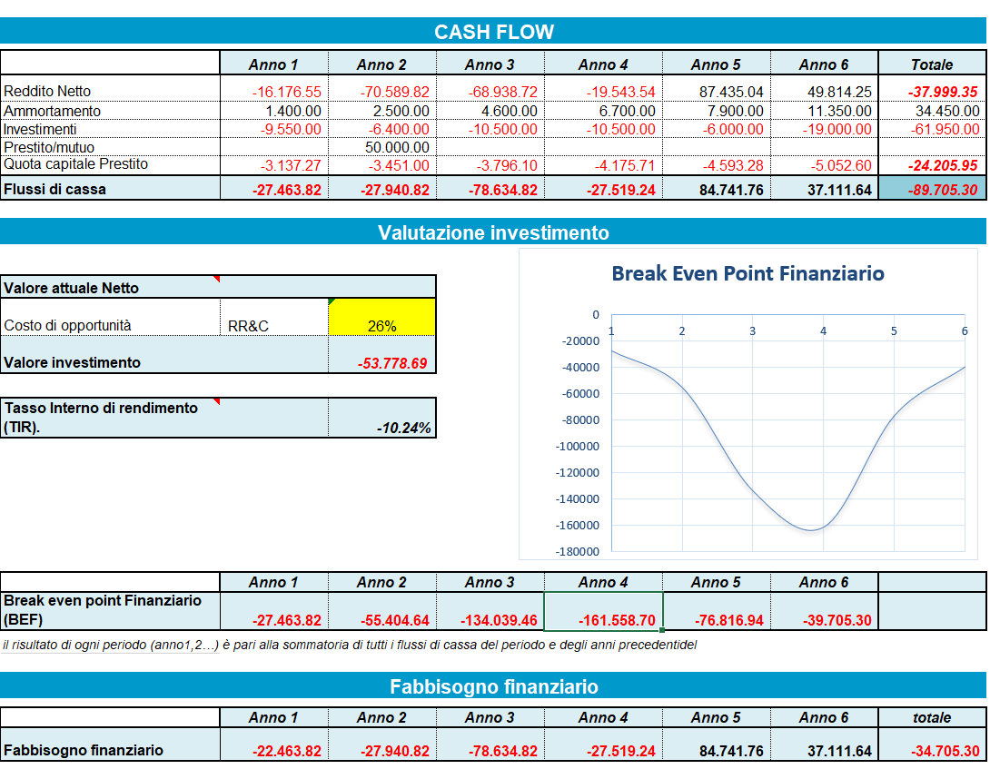 CASH FLOW
Anno 1 Anno 2 Anno 3 Anno 4 Anno 5 Anno 6 Totale
Reddito Netto -16.176.55 -70.589.82 -68.938.72 -19.543.54 87.435.04 49.814.25 -37.999.35
Ammortamento 1.400.00 2.500.00 4.600.00 6.700.00 7.900.00 11.350.00 34.450.00
Investimenti -9.550.00 -6.400.00 -10.500.00 -10.500.00 -6.000.00 -19.000.00 -61.950.00
Prestito/mutuo 50.000.00
Quota capitale Prestito -3.137.27 -3.451.00 -3.796.10 -4.175.71 -4.593.28 -5.052.60 -24.205.95
Flussi di cassa -27.463.82 -27.940.82 -78.634.82 -27.519.24 84.741.76 37.111.64 -89.705.30
Valutazione investimento
Valore attuale Netto
Costo di opportunità RR&C 26%
Valore investimento -53.778.69
Tasso Interno di rendimento
(TIR). -10.24%
Break Even Point Finanziario
0
1 2 3 4 5 6
-20000
-40000
-60000
-80000
-100000
-120000
-140000
-160000
-180000
Anno 1 Anno 2 Anno 3 Anno 4 Anno 5 Anno 6
Break even point Finanziario
(BEF) -27.463.82 -55.404.64 -134.039.46 -161.558.70 -76.816.94 -39.705.30
il risultato di ogni periodo (anno1,2…) è pari alla sommatoria di tutti i flussi di cassa del periodo e degli anni precedentidel
Fabbisogno finanziario
Anno 1 Anno 2 Anno 3 Anno 4 Anno 5 Anno 6 totale
Fabbisogno finanziario -22.463.82 -27.940.82 -78.634.82 -27.519.24 84.741.76 37.111.64 -34.705.30